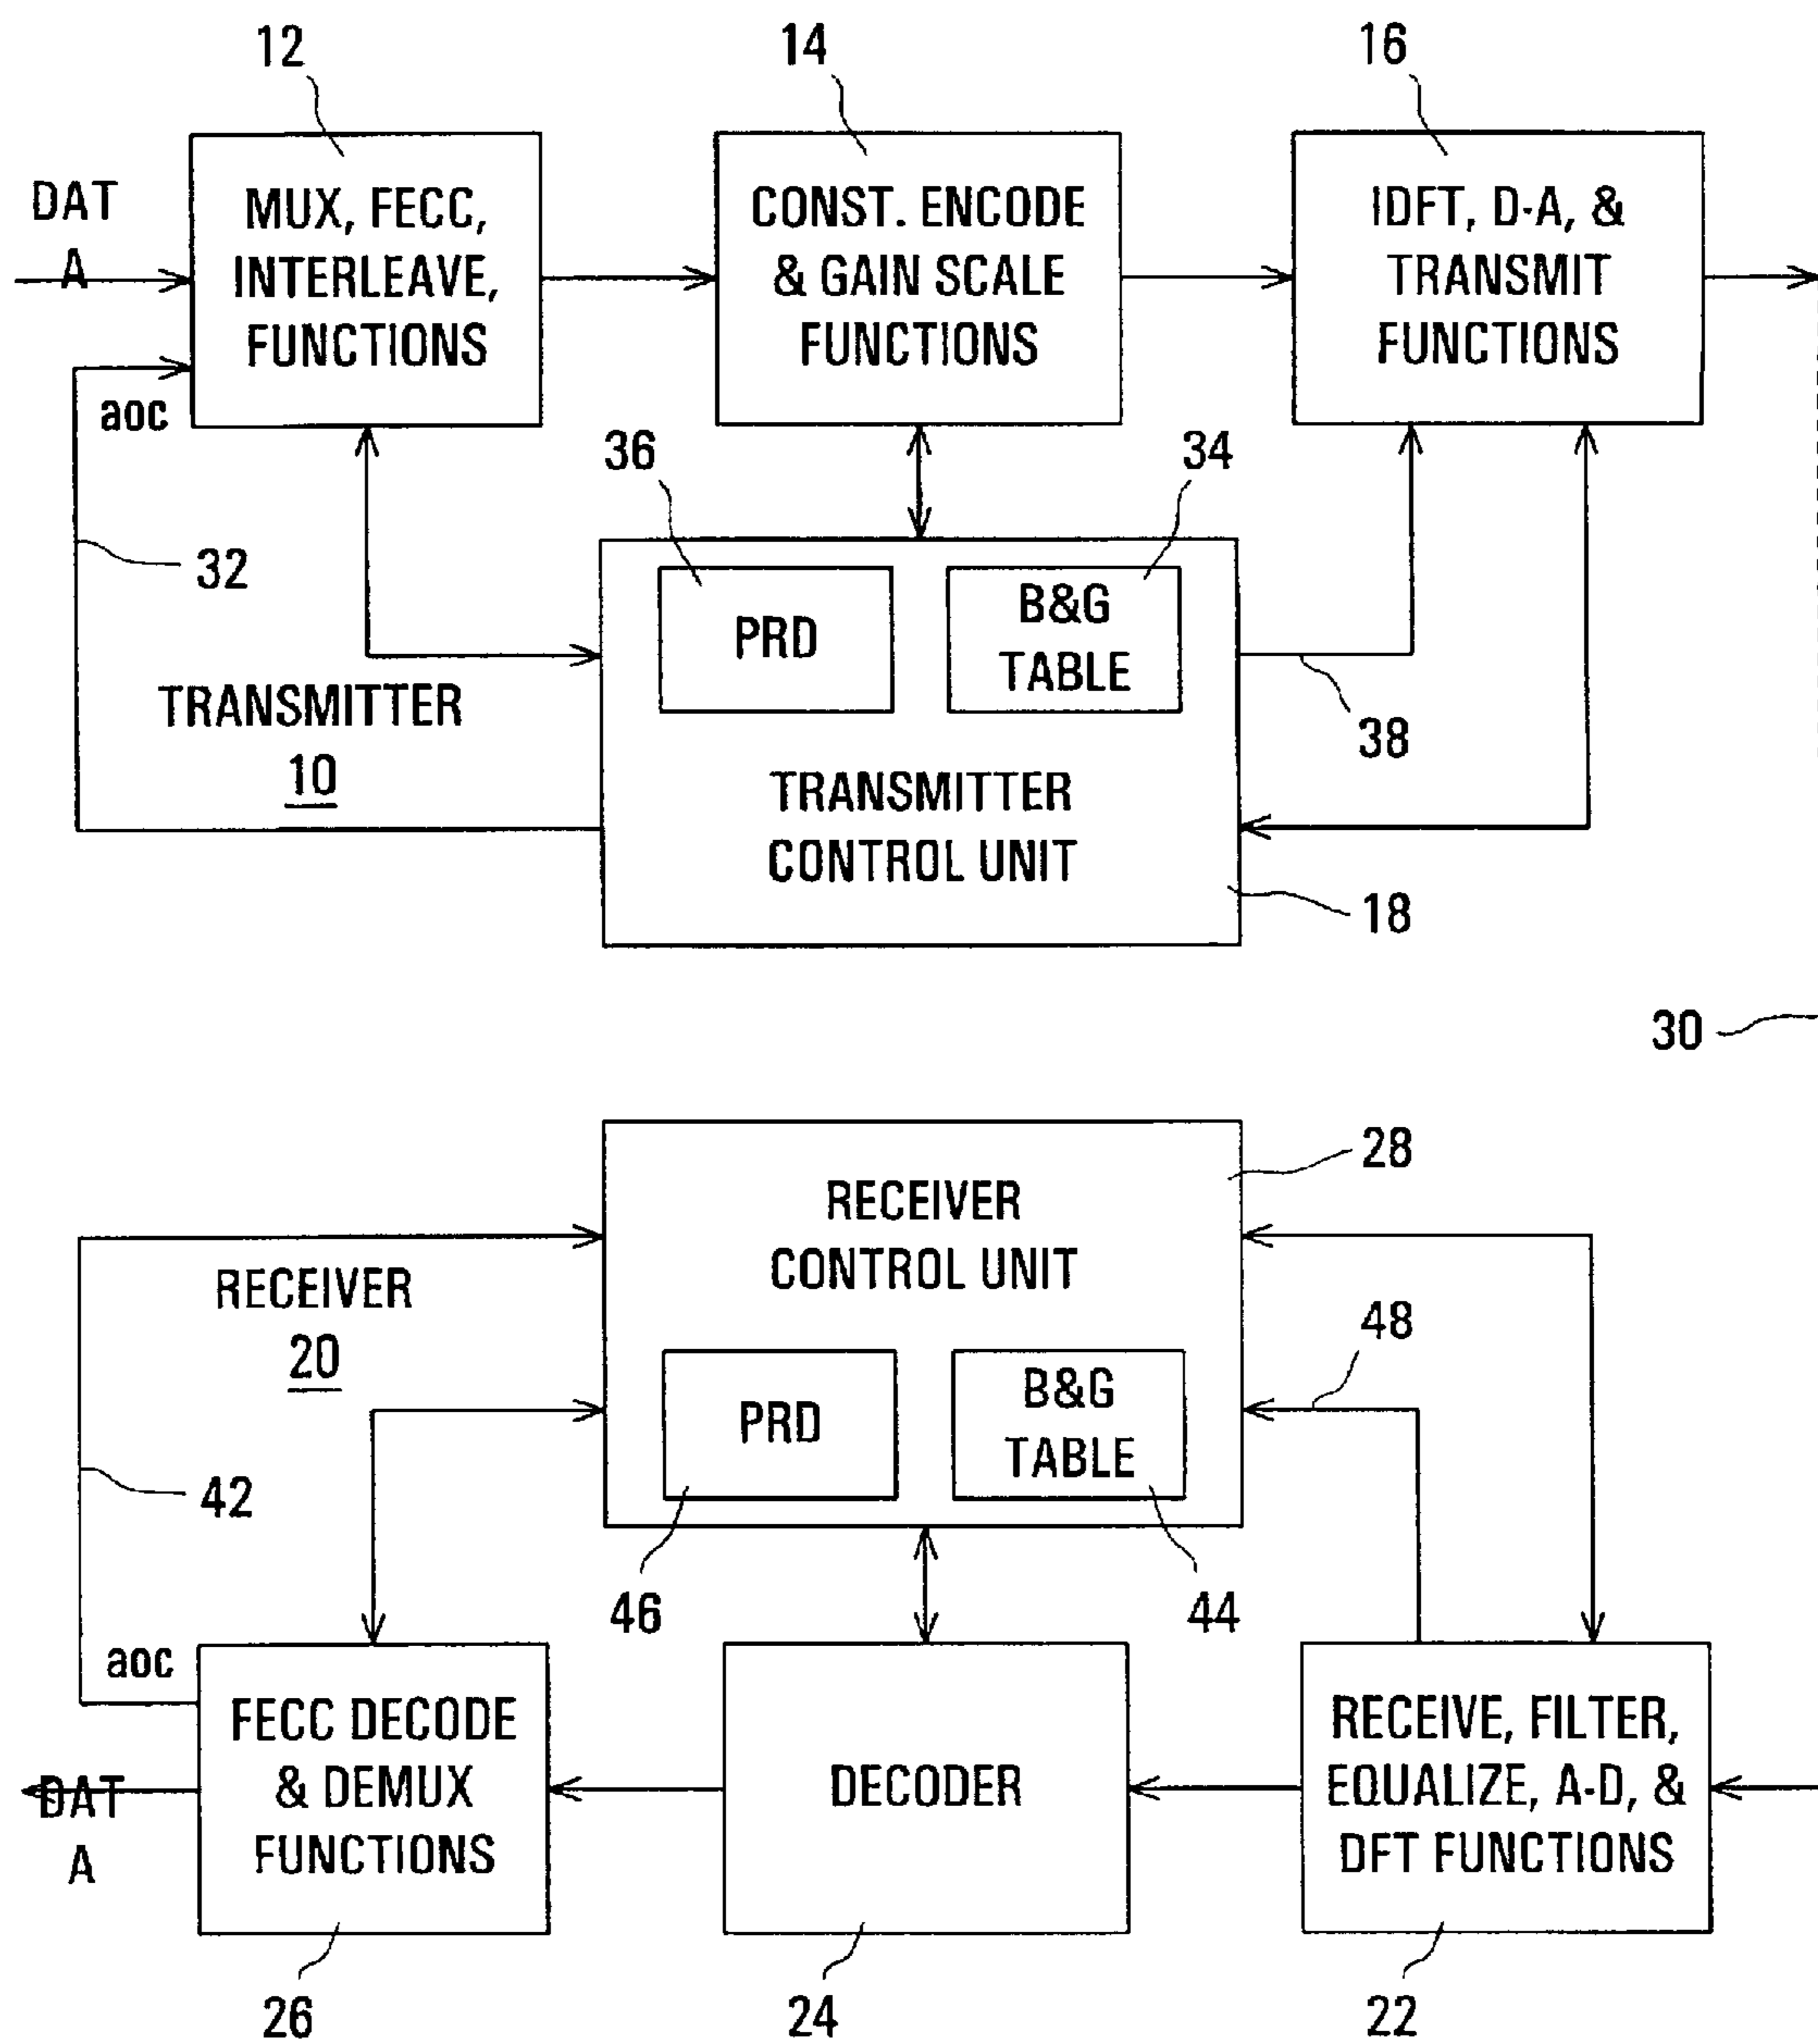 12
14
16
DAT
A
MUX, FECC,
INTERLEAVE,
FUNCTIONS
CONST. ENCODE
& GAIN SCALE
FUNCTIONS
IDFT, D-A, &
TRANSMIT
FUNCTIONS
aoc
36
34
32
PRD
B&G
TABLE
TRANSMITTER
10
38
TRANSMITTER
CONTROL UNIT
18
30
28
RECEIVER
CONTROL UNIT
RECEIVER
20
48
PRD
B&G
TABLE
42
46
44
aoc
FECC DECODE
& DEMUX
FUNCTIONS
DECODER
RECEIVE, FILTER,
EQUALIZE, A-D, &
DFT FUNCTIONS
DAT
A
26
24
22